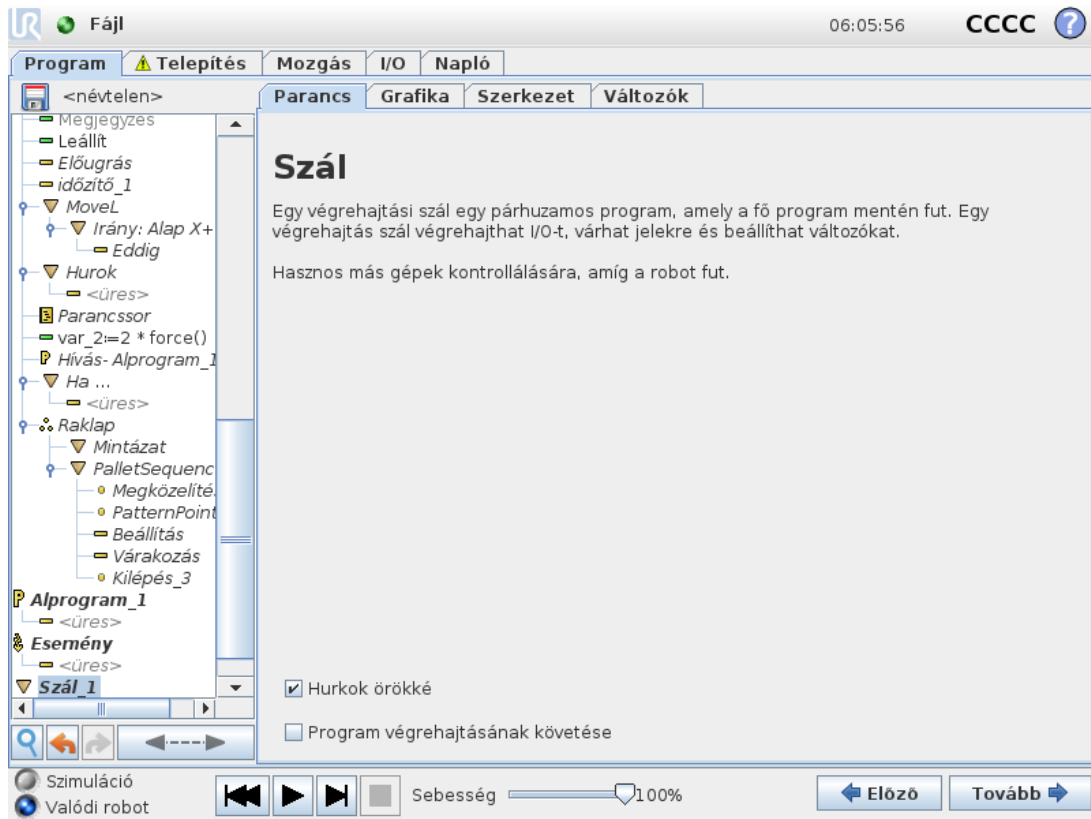 UR Fájl 06:05:56 CCCC ?
Program Telepítés Mozgás I/O Napló
<névtelen>
Parancs Grafika Szerkezet Változók
Megjegyzés
Leállít
Előugrás
időzítő_1
MoveL
Irány: Alap X+
Eddig
Hurok
<üres>
Parancssor
var_2:=2 * force()
Hívás- Alprogram_1
Ha ...
<üres>
Raklap
Mintázat
PalletSequenc
Megközelítés
PatternPoint
Beállítás
Várakozás
Kilépés_3
Alprogram_1
<üres>
Esemény
<üres>
Szál_1
Szál
Egy végrehajtási szál egy párhuzamos program, amely a fő program mentén fut. Egy
végrehajtás szál végrehajthat I/0-t, várhat jelekre és beállíthat változókat.
Hasznos más gépek kontrollálására, amíg a robot fut.
Hurkok örökké
Program végrehajtásának követése
Szimuláció
Valódi robot
Sebesség 100%
Előző
Tovább